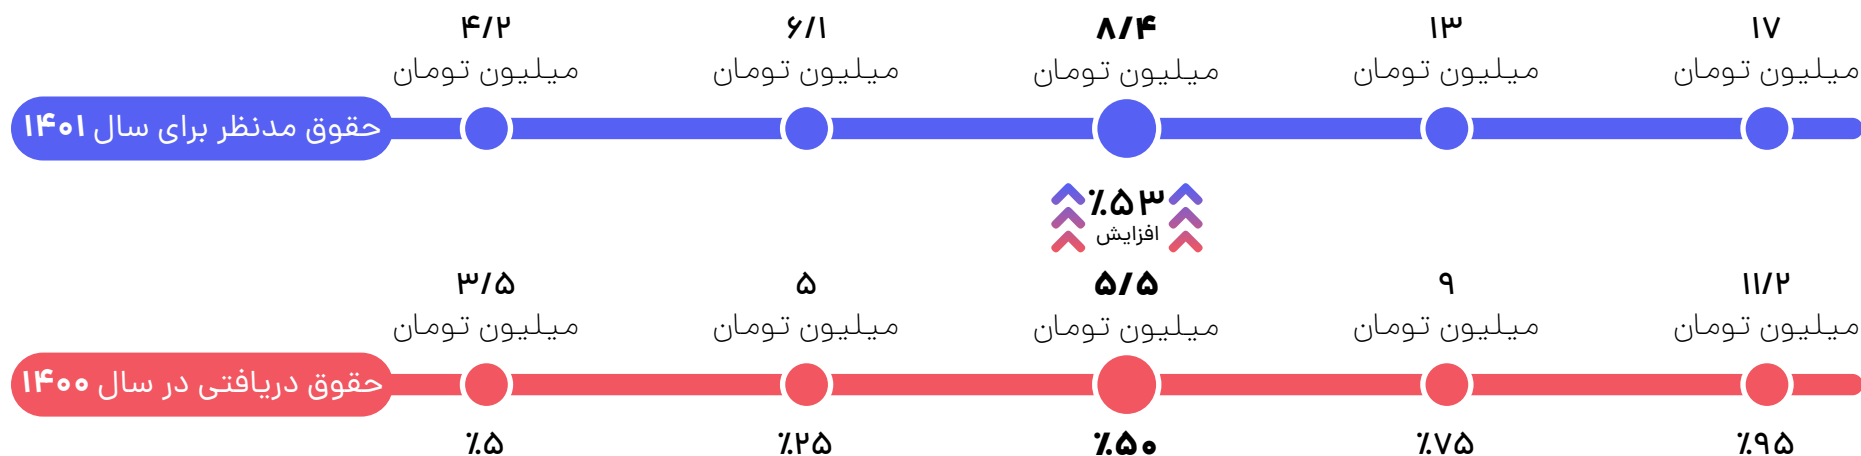 ۴/۲
میلیون تومان
۶/۱
میلیون تومان
۸/۴
میلیون تومان
۱۳
میلیون تومان
۱۷
میلیون تومان
حقوق مدنظر برای سال ۱۴۰۱
٪۵۳
افزایش
۳/۵
میلیون تومان
۵
میلیون تومان
۵/۵
میلیون تومان
۹
میلیون تومان
۱۱/۲
میلیون تومان
حقوق دریافتی در سال ۱۴۰۰
٪۵
٪۲۵
٪۵۰
٪۷۵
٪۹۵